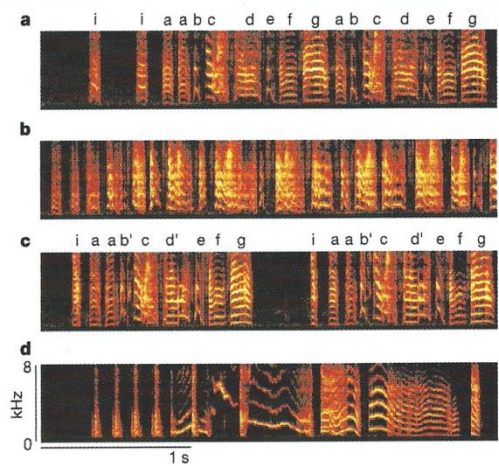 a i i a a b c d e f g a b c d e f g
b
c i a a b' c d' e f g i a a b' c d' e f g
d
8
kHz
0
1 s